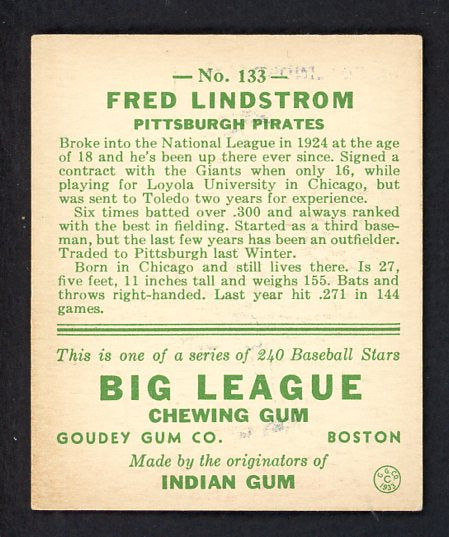 — No. 133 —
FRED LINDSTROM
PITTSBURGH PIRATES
Broke into the National League in 1924 at the age
of 18 and he's been up there ever since. Signed a
contract with the Giants when only 16, while
playing for Loyola University in Chicago, but
was sent to Toledo two years for experience.
Six times batted over .300 and always ranked
with the best in fielding. Started as a third base-
man, but the last few years has been an outfielder.
Traded to Pittsburgh last Winter.
Born in Chicago and still lives there. Is 27,
five feet, 11 inches tall and weighs 155. Bats and
throws right-handed. Last year hit .271 in 144
games.
This is one of a series of 240 Baseball Stars
BIG LEAGUE
CHEWING GUM
GOUDEY GUM CO. BOSTON
Made by the originators of
INDIAN GUM
G. G. CO.
C
1933